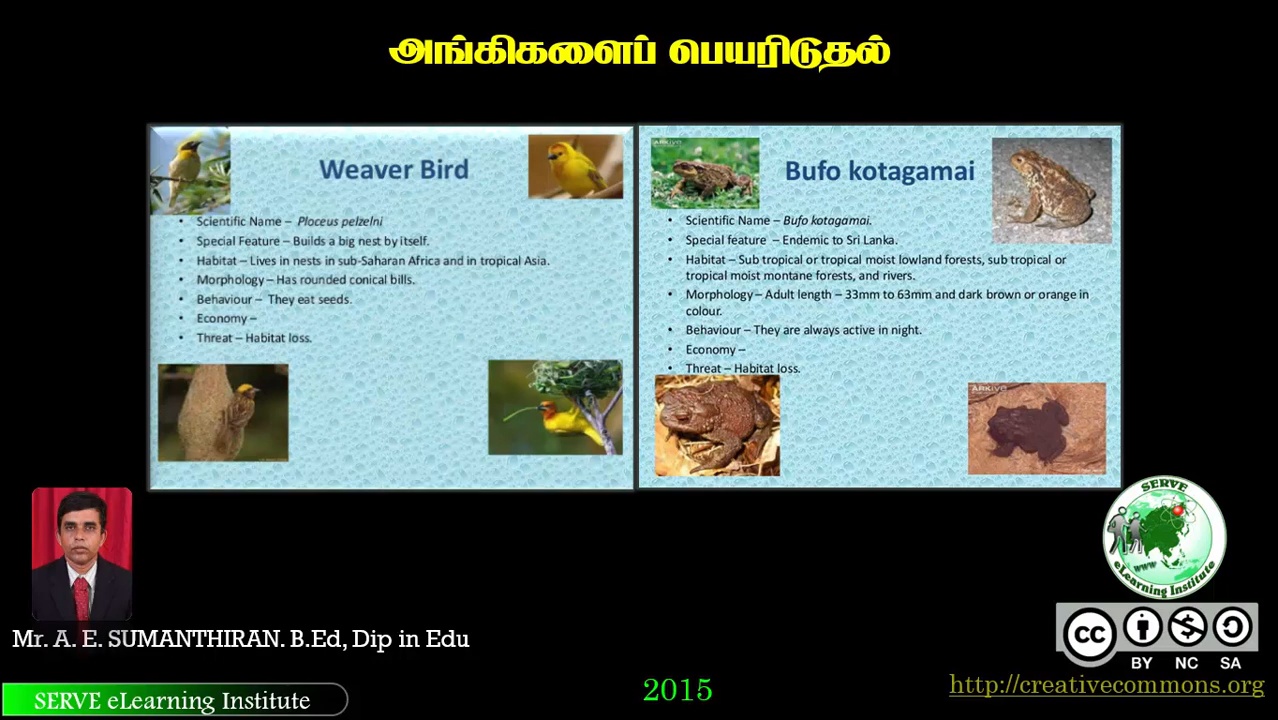 அங்கிகளைப் பெயரிடுதல்
Weaver Bird
• Scientific Name – Ploceus pelzelni
• Special Feature – Builds a big nest by itself.
• Habitat – Lives in nests in sub-Saharan Africa and in tropical Asia.
• Morphology – Has rounded conical bills.
• Behaviour – They eat seeds.
• Economy –
• Threat – Habitat loss.
ARKIVE
Bufo kotagamai
• Scientific Name – Bufo kotagamai.
• Special feature – Endemic to Sri Lanka.
• Habitat – Sub tropical or tropical moist lowland forests, sub tropical or
tropical moist montane forests, and rivers.
• Morphology – Adult length – 33mm to 63mm and dark brown or orange in
colour.
• Behaviour – They are always active in night.
• Economy –
• Threat – Habitat loss.
ARKIVE
SERVE
www
eLearning Institute
CC
BY NC SA
Mr. A. E. SUMANTHIRAN. B.Ed, Dip in Edu
SERVE eLearning Institute
2015
http://creativecommons.org